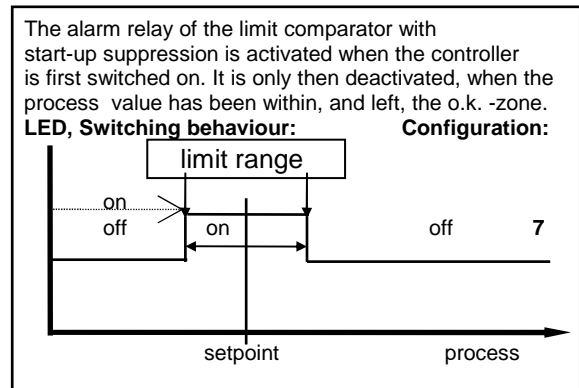 The alarm relay of the limit comparator with
start-up suppression is activated when the controller
is first switched on. It is only then deactivated, when the
process value has been within, and left, the o.k. -zone.
LED, Switching behaviour: Configuration:
limit range
on
off on off 7
setpoint process